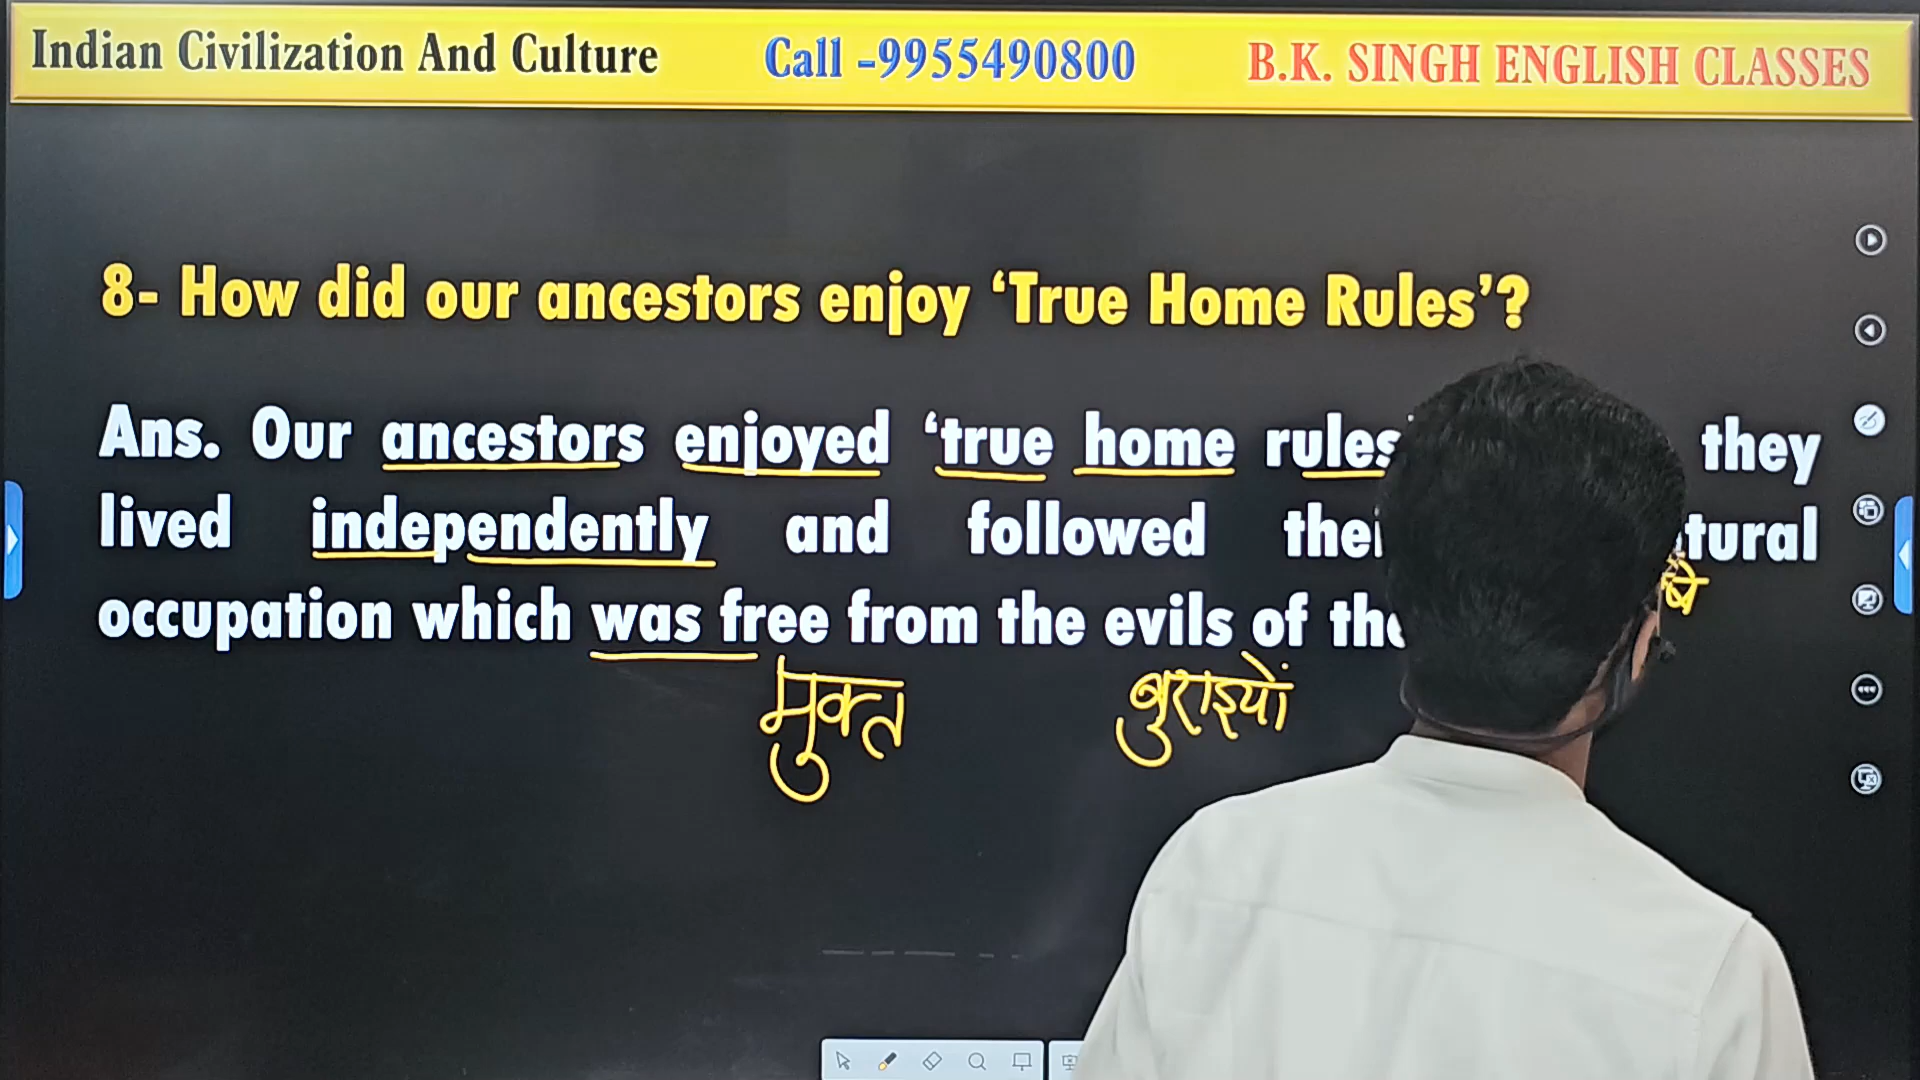 Indian Civilization And Culture Call -9955490800 B.K. SINGH ENGLISH CLASSES
8- How did our ancestors enjoy ‘True Home Rules’?
Ans. Our ancestors enjoyed ‘true home rules they
lived independently and followed
occupation which was free from the evils of
मुक्त बुराइयों